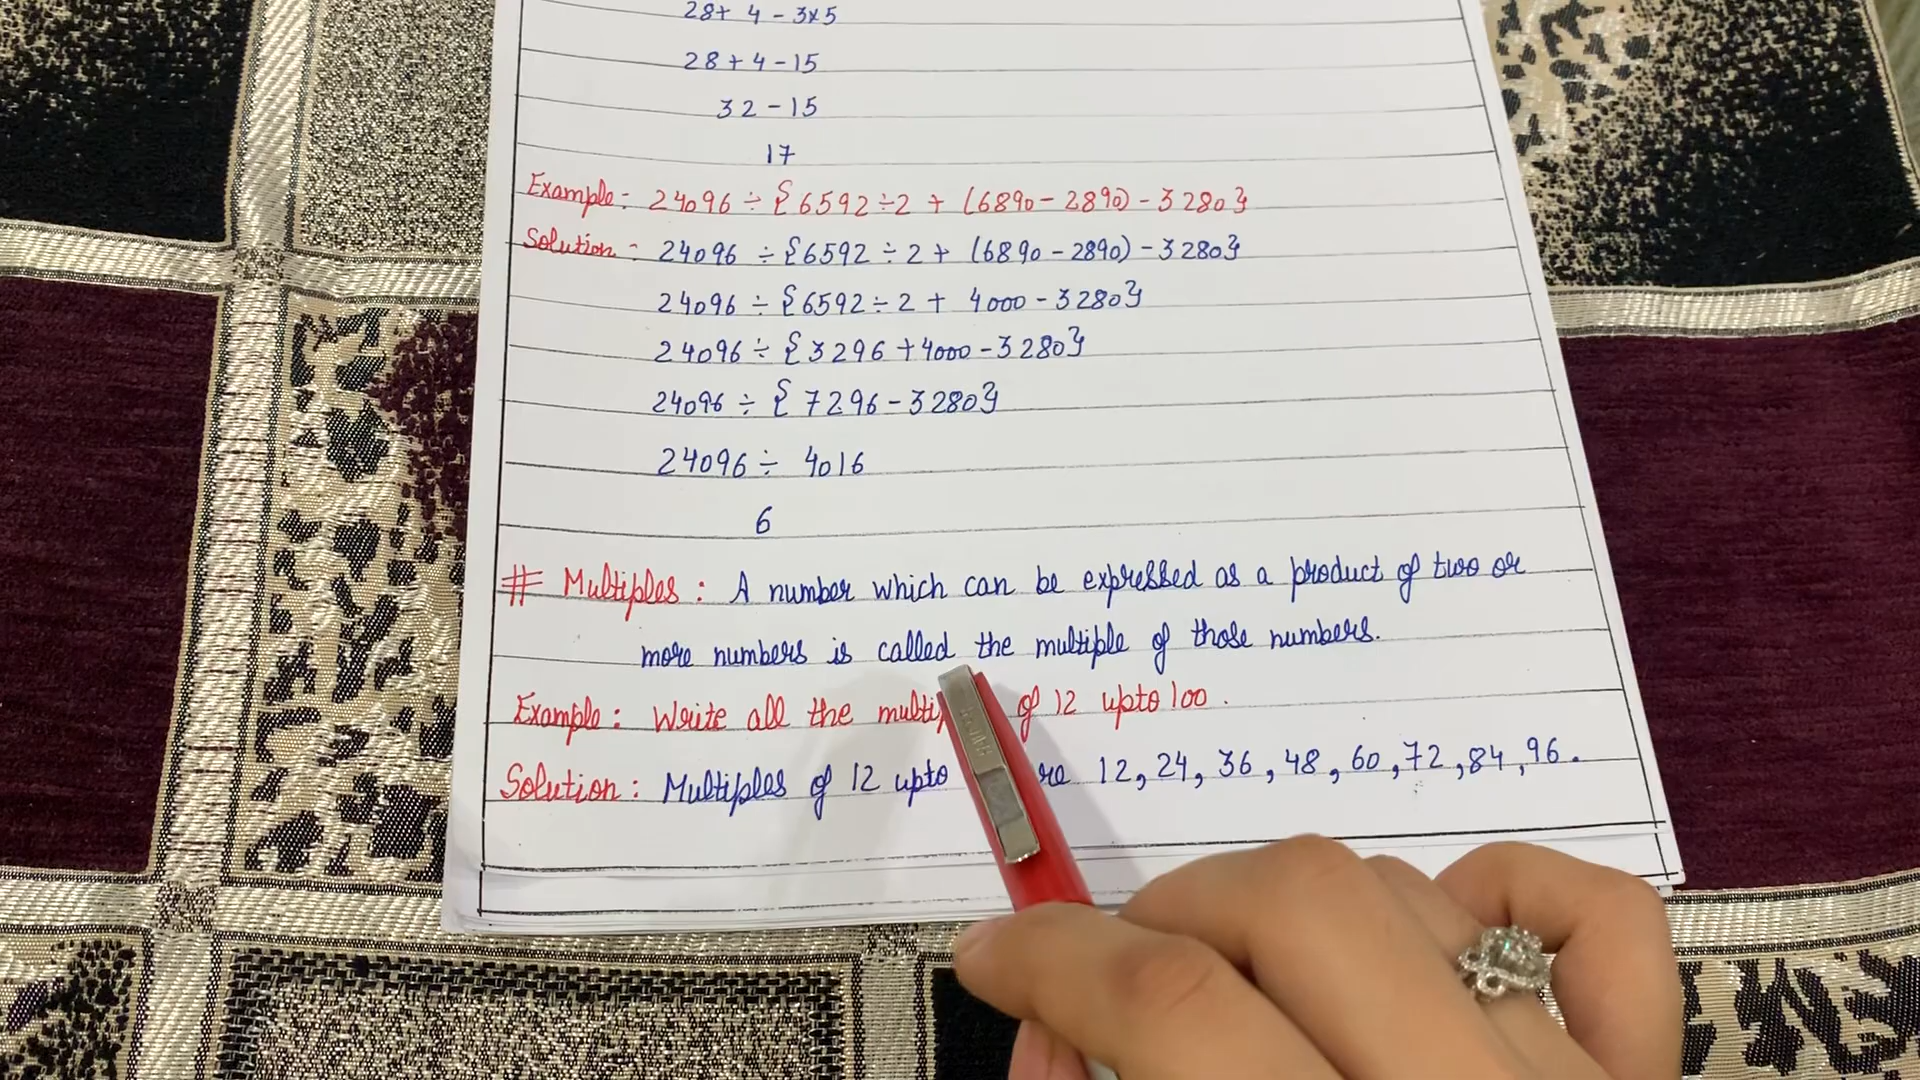 28+ 4 - 3×5
28 + 4 - 15
32 - 15
17
Example: 24096 ÷ {6592÷2 + (6890 - 2890) - 3280}
Solution: 24096 ÷ {6592 ÷ 2 + (6890 - 2890) - 3280}
24096 ÷ {6592 ÷ 2 + 4000 - 3280}
24096 ÷ {3296 + 4000 - 3280}
24096 ÷ {7296 - 3280}
24096 ÷ 4016
6
# Multiples: A number which can be expressed as a product of two or
more numbers is called the multiple of those numbers.
Example: Write all the of 12 upto 100.
Solution: Multiples of 12 upto 12, 24, 36, 48, 60, 72, 84, 96.